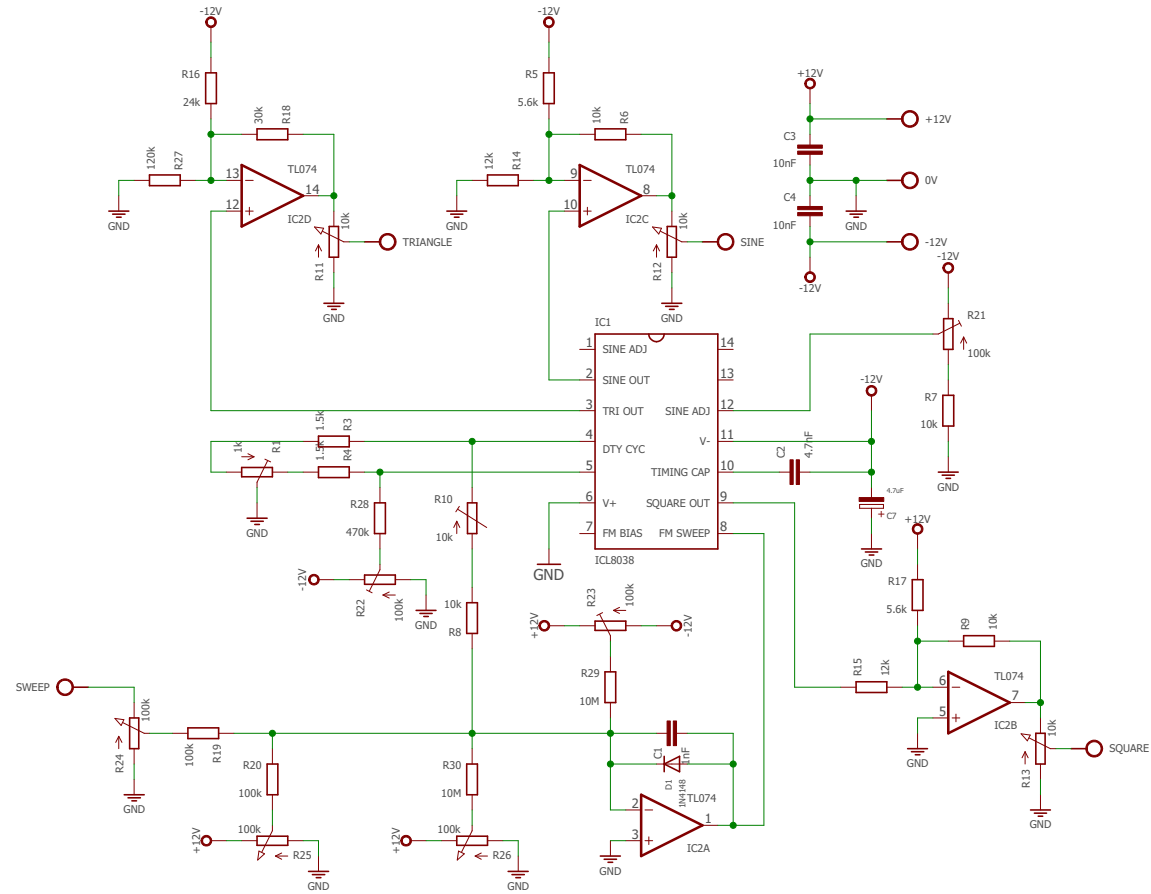 -12V
R16
24k
30k
R18
120k
R27
13
12
14
TL074
IC2D
GND
10k
R11
TRIANGLE
GND
-12V
R5
5.6k
10k
R6
12k
R14
9
10
8
TL074
IC2C
GND
10k
R12
SINE
GND
+12V
+12V
C3
10nF
0V
C4
10nF
GND
-12V
-12V
-12V
R21
100k
R7
10k
GND
IC1
1 SINE ADJ 14
2 SINE OUT 13
3 TRI OUT SINE ADJ 12
4 DTY CYC V- 11
5 TIMING CAP 10
6 V+ SQUARE OUT 9
7 FM BIAS FM SWEEP 8
ICL8038
GND
1k
R1
1.5k
R3
1.5k
R4
GND
R28
470k
R10
10k
-12V
R22
100k
GND
10k
R8
C2
4.7nF
-12V
4.7uF
+
C7
GND
+12V
R23
100k
-12V
R29
10M
+12V
R17
5.6k
R9
10k
R15
12k
6
5
7
TL074
IC2B
GND
10k
R13
SQUARE
GND
SWEEP
100k
R24
GND
100k
R19
R20
100k
+12V
100k
R25
GND
R30
10M
+12V
100k
R26
GND
C1
1nF
D1
1N4148
2
3
1
TL074
IC2A
GND